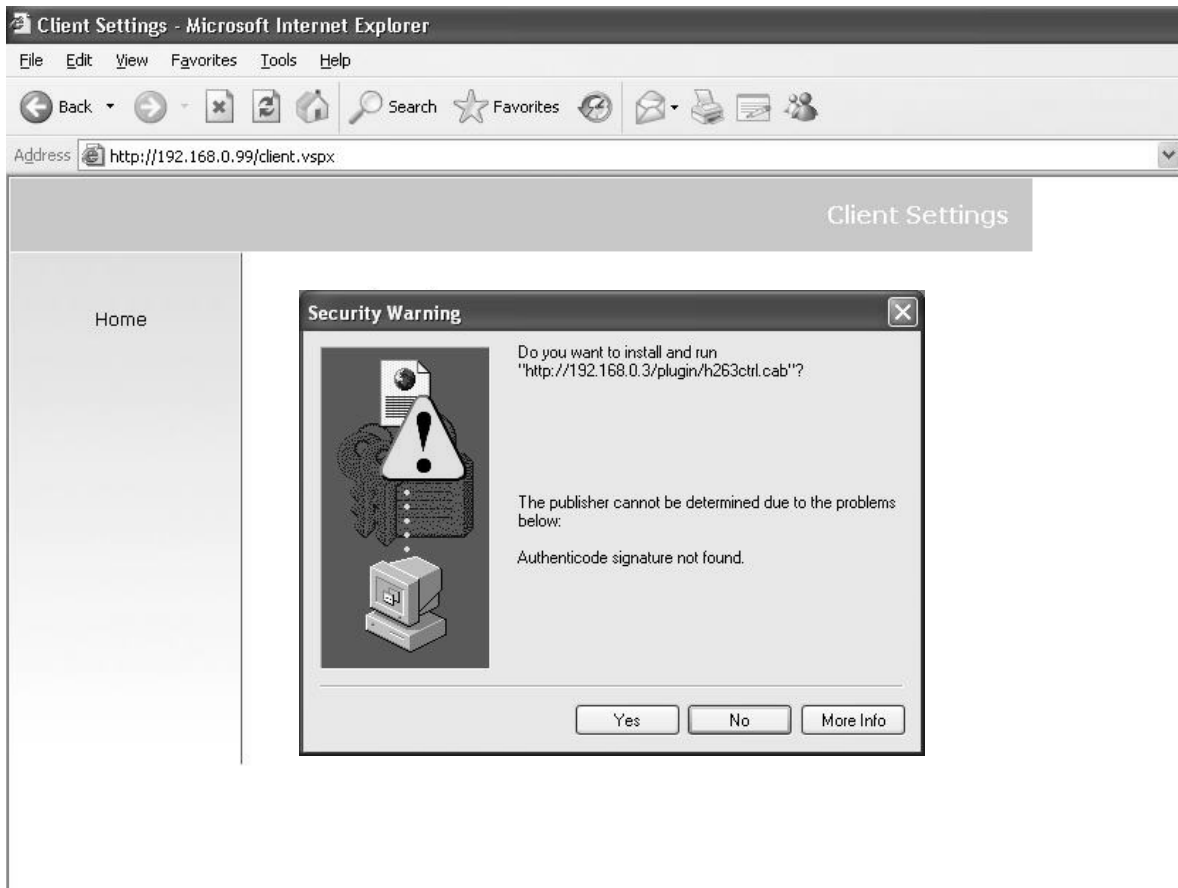 Client Settings - Microsoft Internet Explorer
File Edit View Favorites Tools Help
Back Search Favorites
Address http://192.168.0.99/client.vspx
Client Settings
Home
Security Warning
Do you want to install and run
"http://192.168.0.3/plugin/h263ctrl.cab"?
The publisher cannot be determined due to the problems
below:
Authenticode signature not found.
Yes No More Info